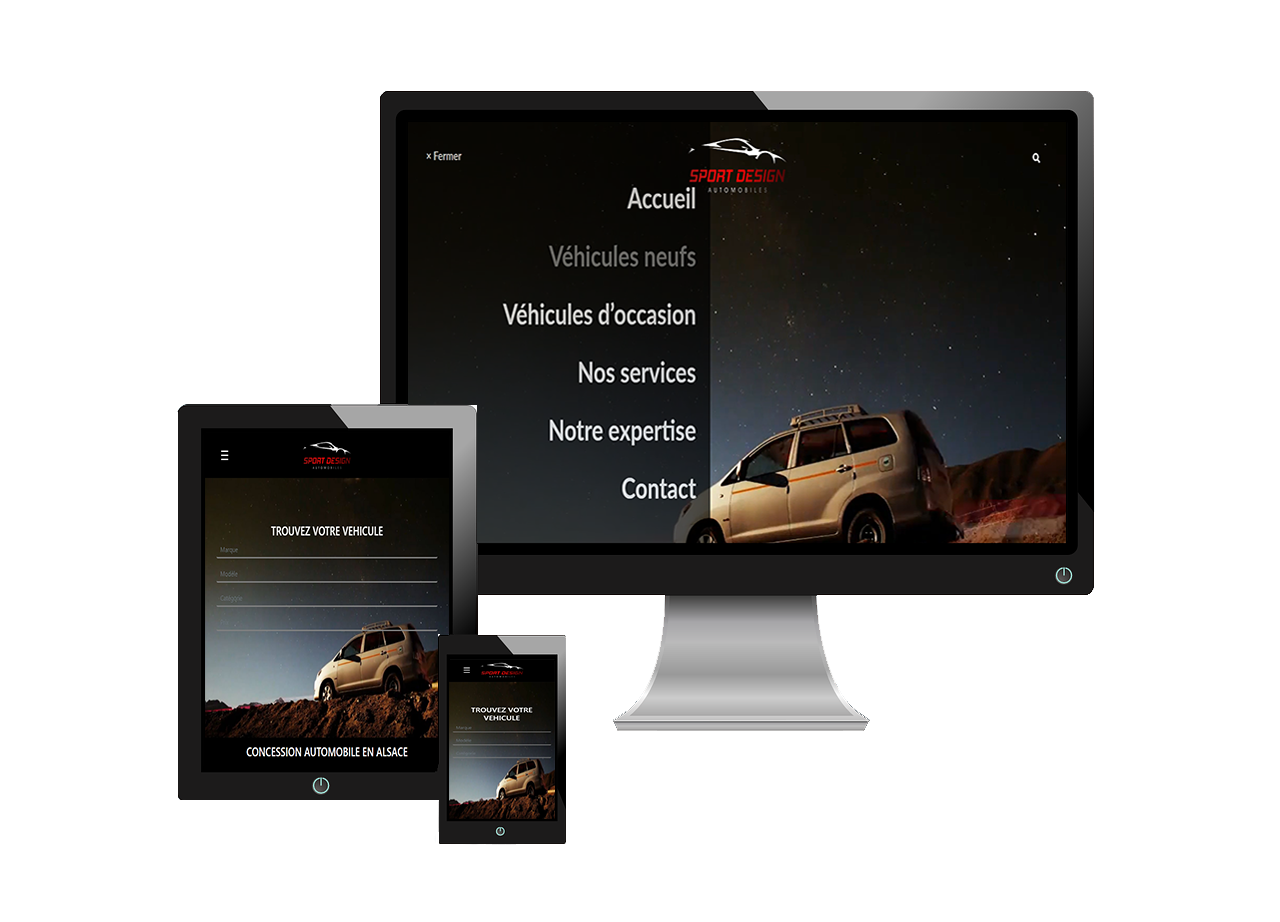 × Fermer
SPORT DESIGN
AUTOMOBILES
Accueil
Véhicules neufs
Véhicules d’occasion
Nos services
Notre expertise
Contact
SPORT DESIGN
AUTOMOBILES
TROUVEZ VOTRE VEHICULE
Marque
Modèle
Catégorie
CONCESSION AUTOMOBILE EN ALSACE
SPORT DESIGN
AUTOMOBILES
TROUVEZ VOTRE
VEHICULE
Marque
Modèle